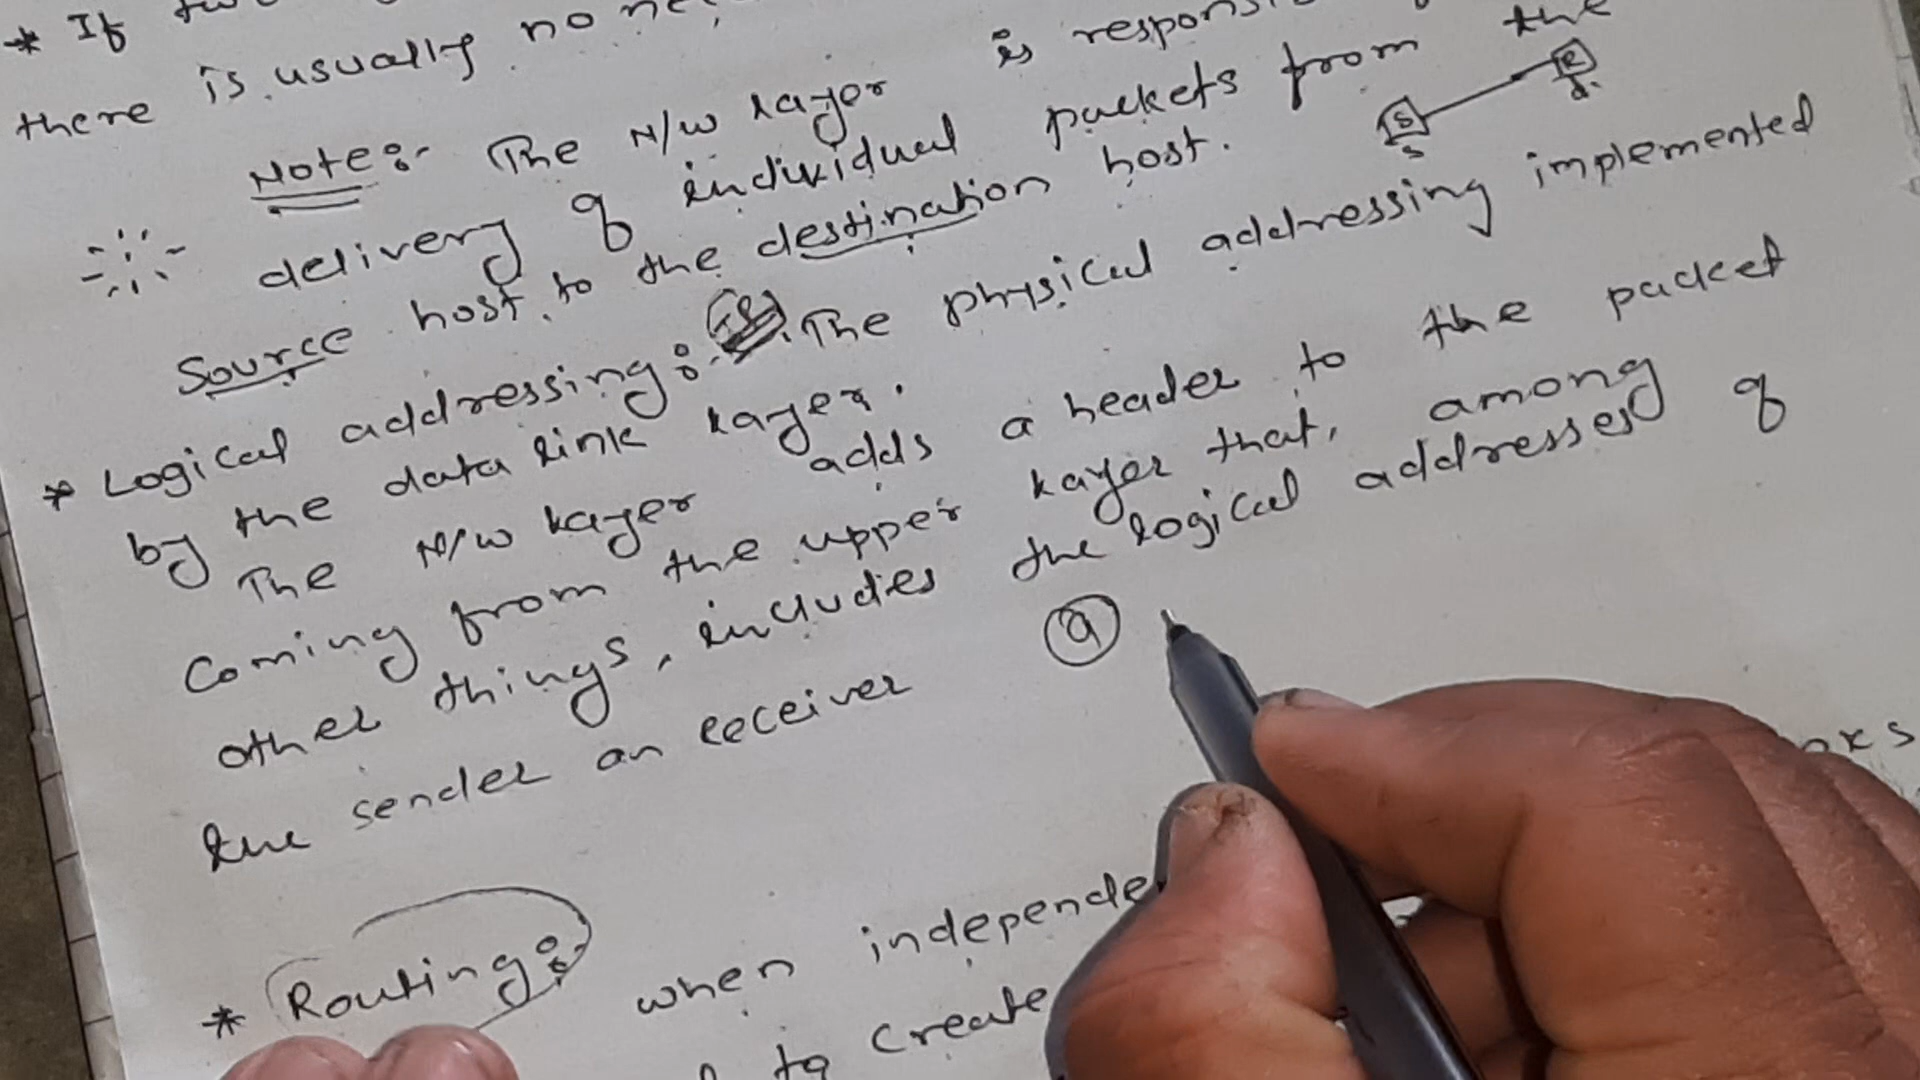 * If
there is usually no
Note:- The N/W layer is
delivery of individual packets from the
Source host to the destination host.
S R
s d.
* Logical addressing:- The physical addressing implemented
by the data link layer.
The N/W layer adds a header to the packet
Coming from the upper layer that, among
other things, includes the logical addresses of
the sender an receiver
* Routing:- when
to create